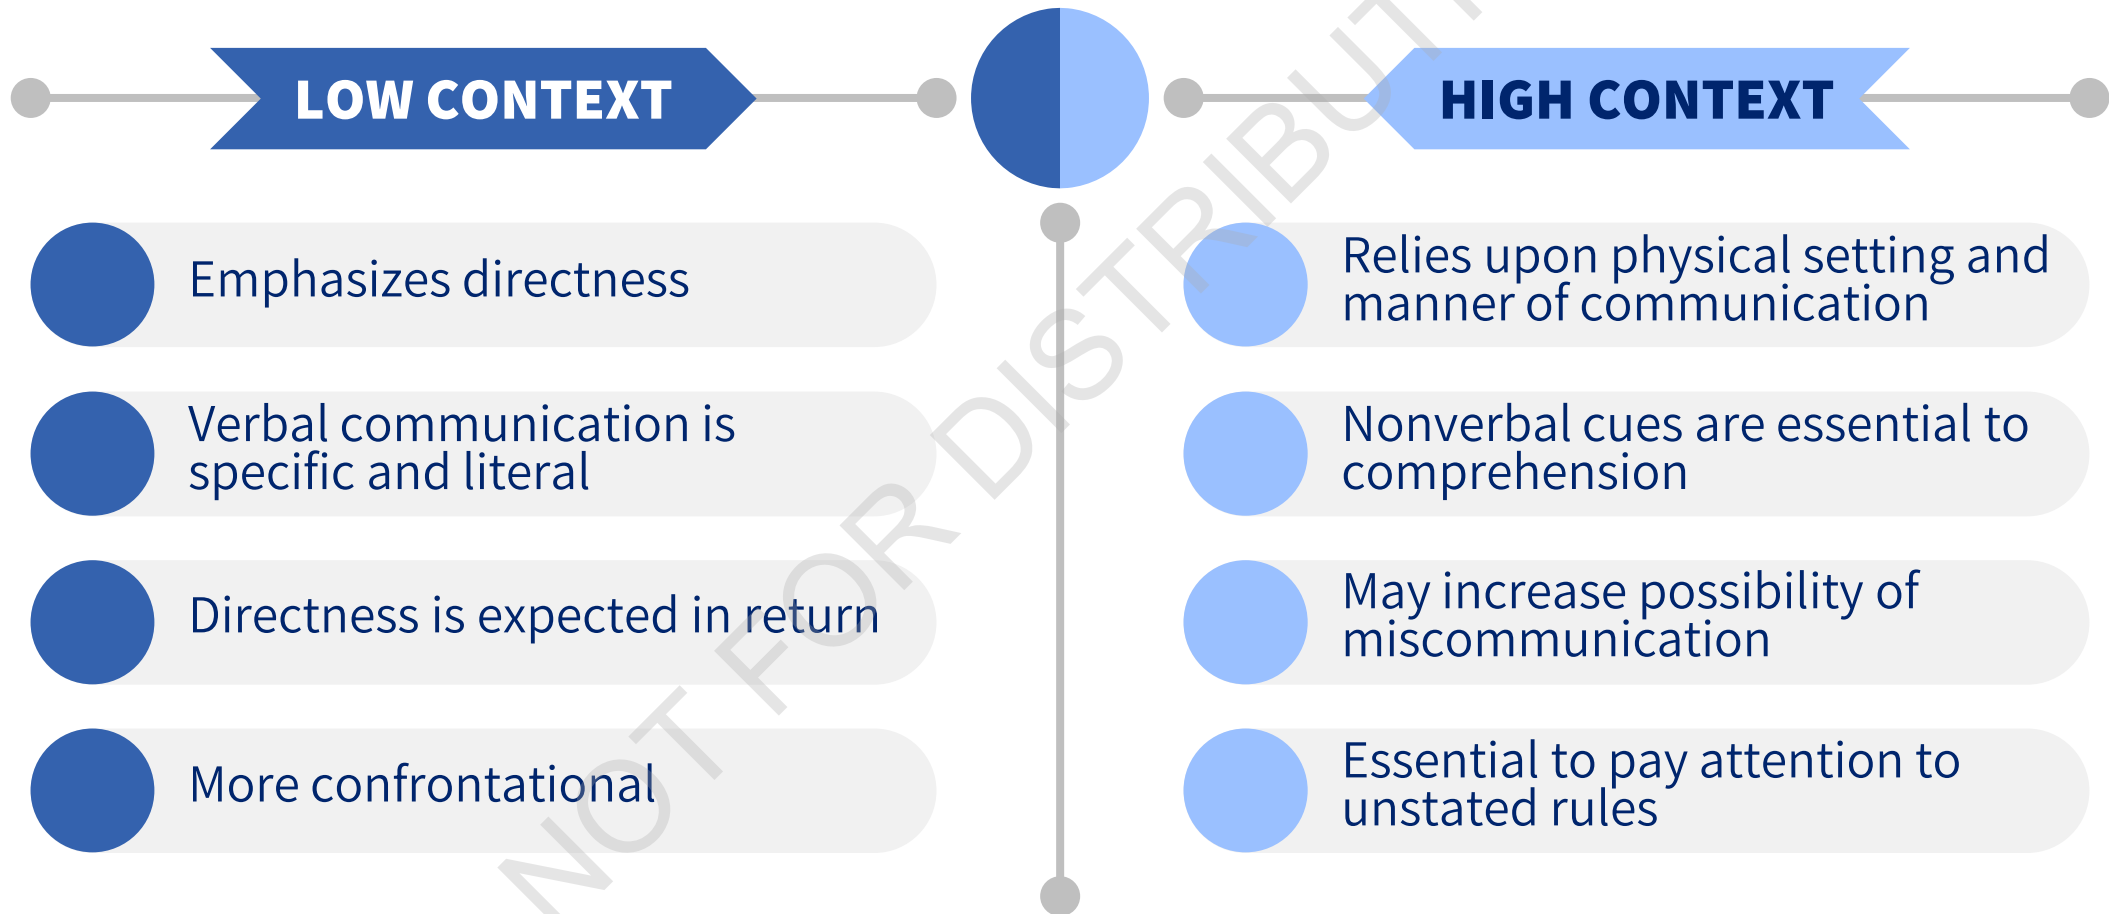 LOW CONTEXT
Emphasizes directness
Verbal communication is
specific and literal
Directness is expected in return
More confrontational
HIGH CONTEXT
Relies upon physical setting and
manner of communication
Nonverbal cues are essential to
comprehension
May increase possibility of
miscommunication
Essential to pay attention to
unstated rules
NOT FOR DISTRIBUT